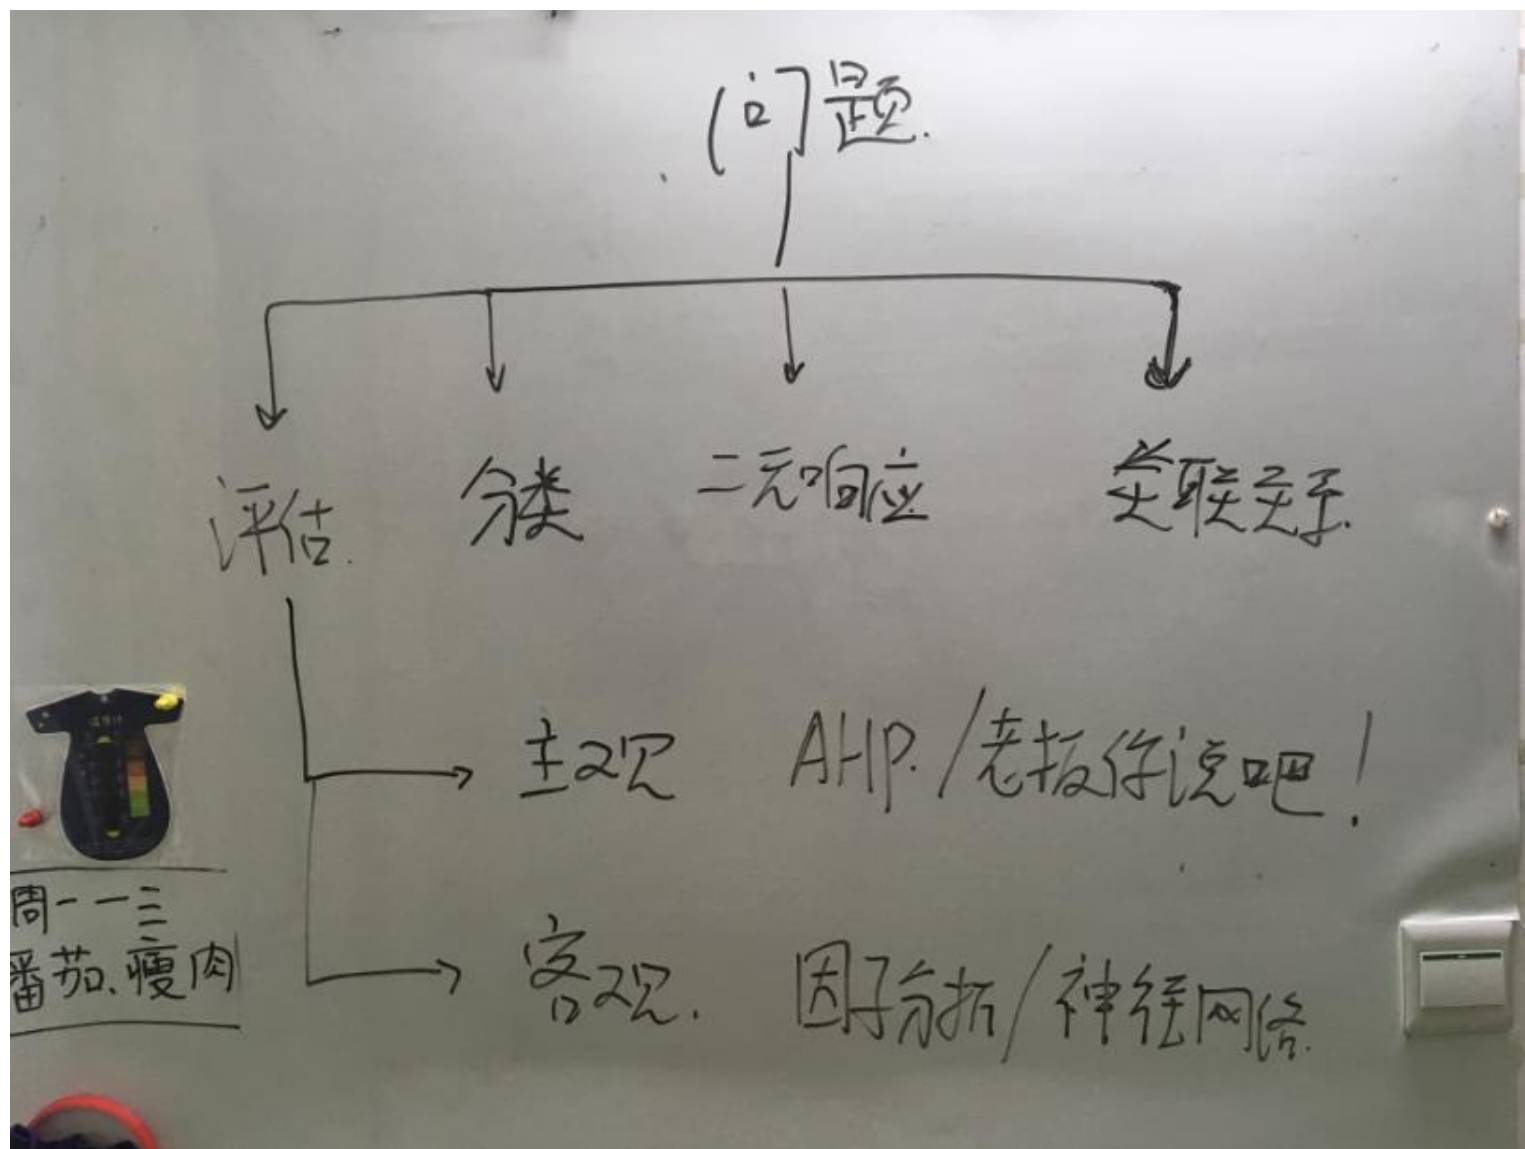 问题.
评估.
分类
二元响应
关联关系.
主观 AHP. / 老板你说吧！
客观. 因子分析 / 神经网络.
周一一三
番茄、瘦肉